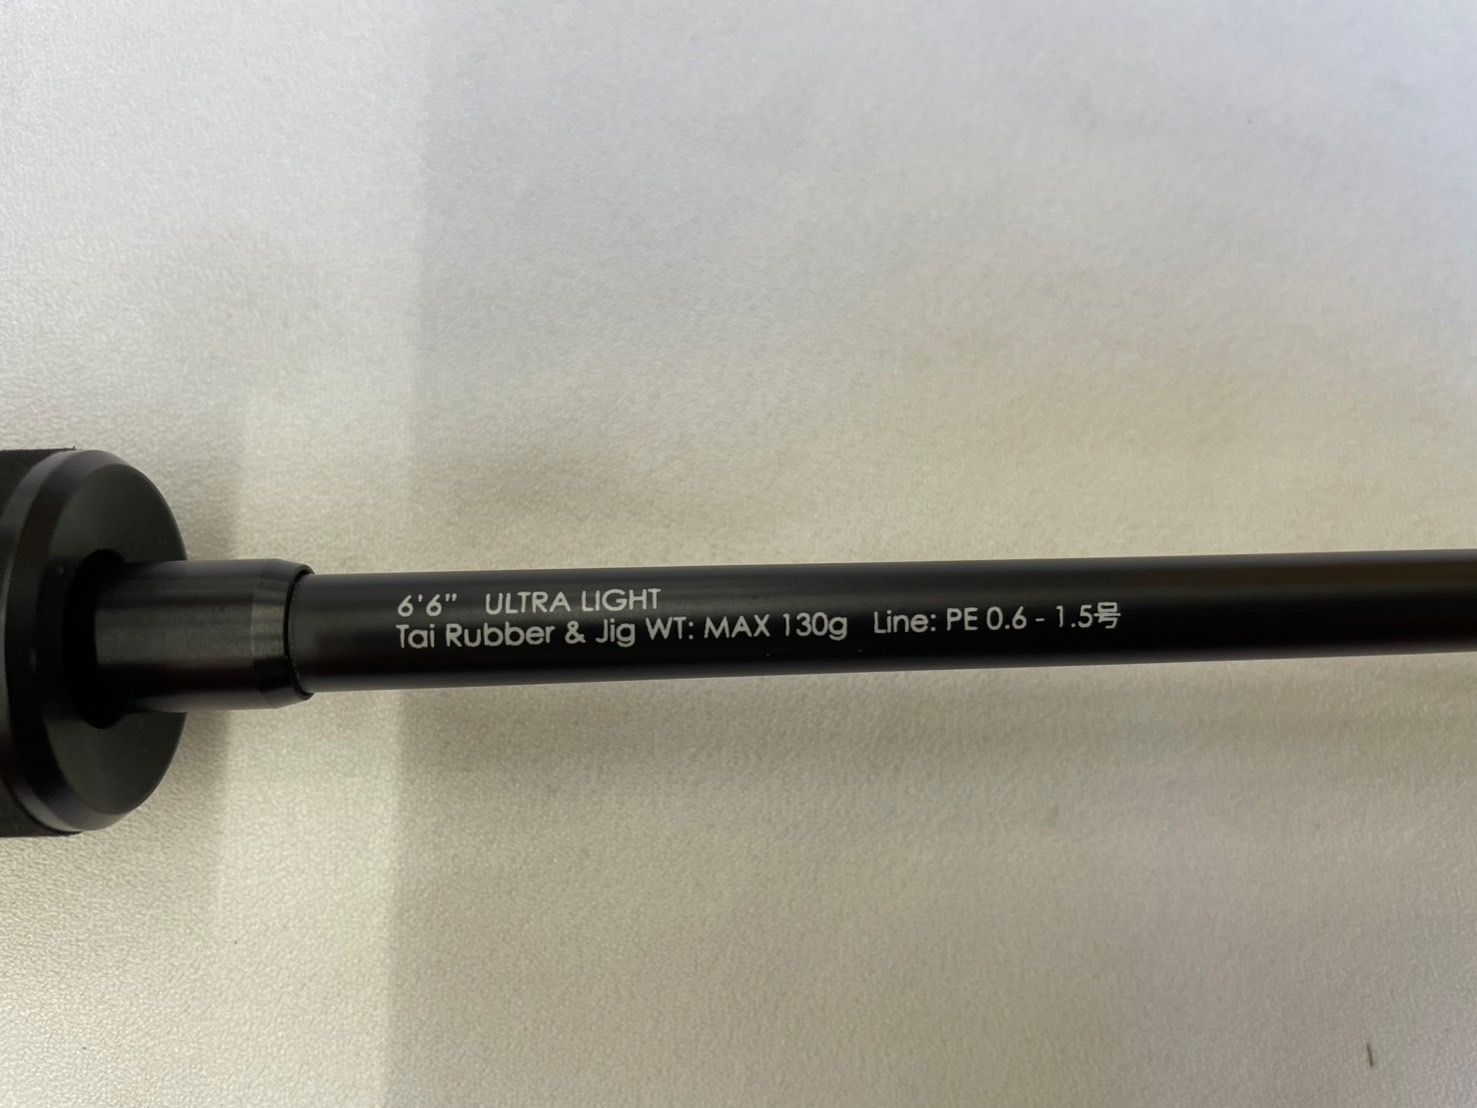 6'6" ULTRA LIGHT
Tai Rubber & Jig WT: MAX 130g Line: PE 0.6 - 1.5号